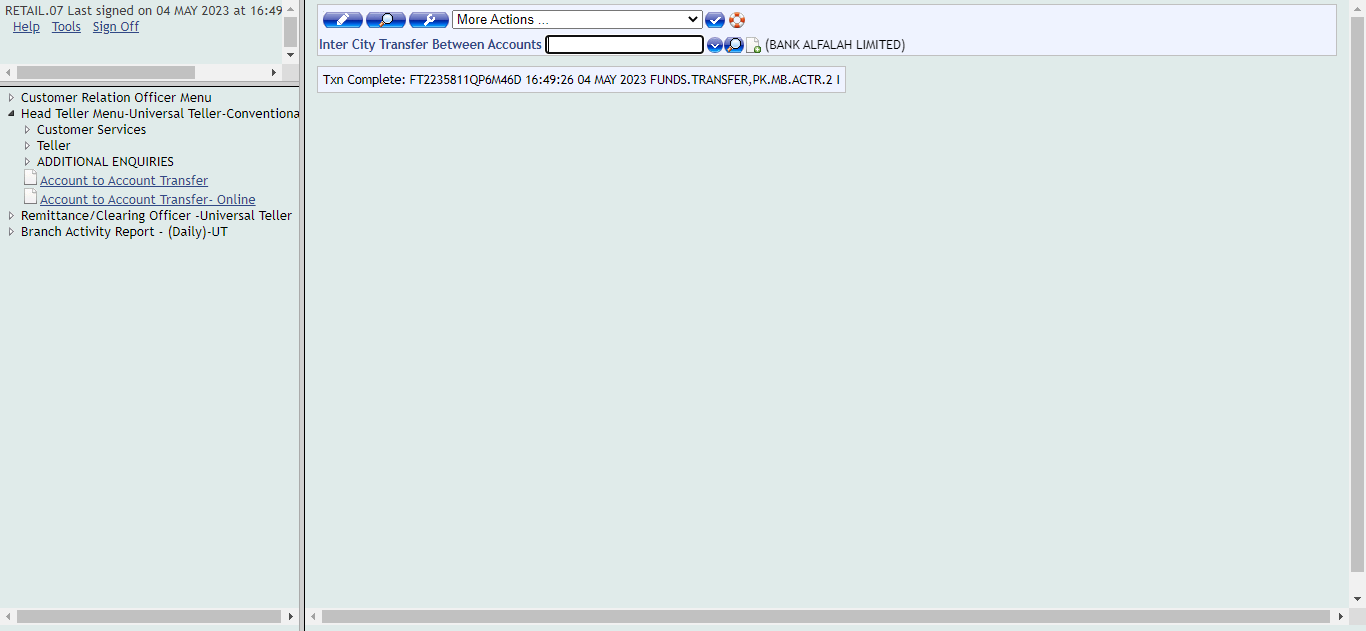 RETAIL.07 Last signed on 04 MAY 2023 at 16:49
Help Tools Sign Off
Customer Relation Officer Menu
Head Teller Menu-Universal Teller-Conventiona
Customer Services
Teller
ADDITIONAL ENQUIRIES
Account to Account Transfer
Account to Account Transfer- Online
Remittance/Clearing Officer -Universal Teller
Branch Activity Report - (Daily)-UT
More Actions ...
Inter City Transfer Between Accounts (BANK ALFALAH LIMITED)
Txn Complete: FT2235811QP6M46D 16:49:26 04 MAY 2023 FUNDS.TRANSFER,PK.MB.ACTR.2 I